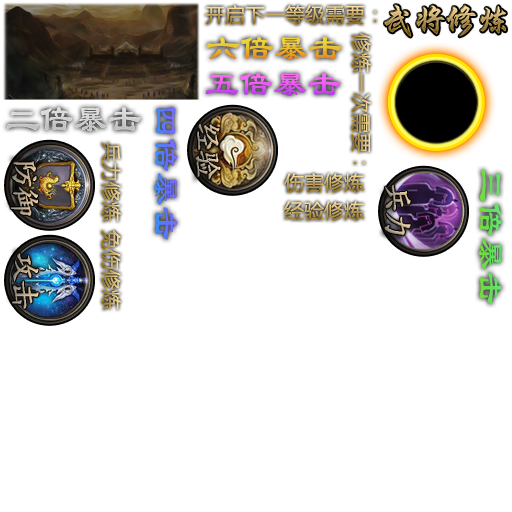 开启下一等级需要：
武将修炼
六倍暴击
五倍暴击
修炼一次需要：
二倍暴击
四倍暴击
经验
防御
兵力修炼
免伤修炼
伤害修炼
经验修炼
兵力
三倍暴击
攻击